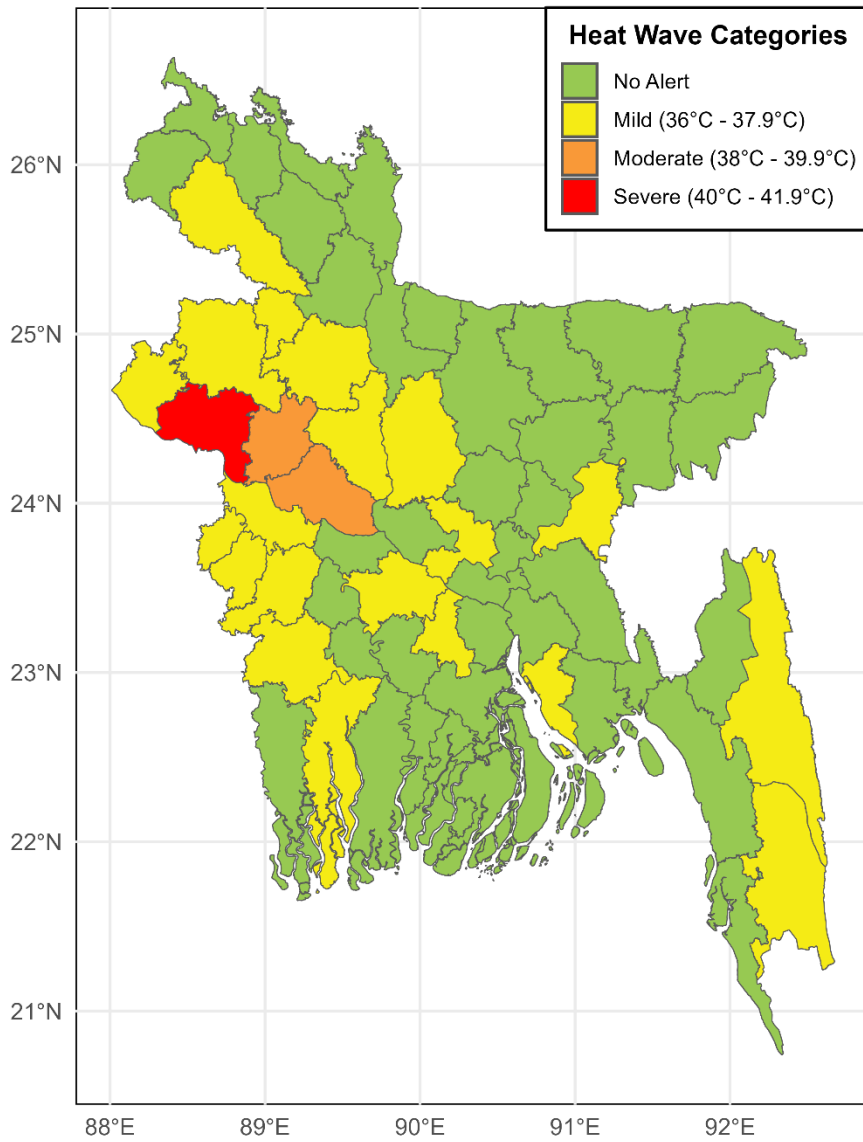 Heat Wave Categories
No Alert
Mild (36°C - 37.9°C)
Moderate (38°C - 39.9°C)
Severe (40°C - 41.9°C)
26°N
25°N
24°N
23°N
22°N
21°N
88°E 89°E 90°E 91°E 92°E